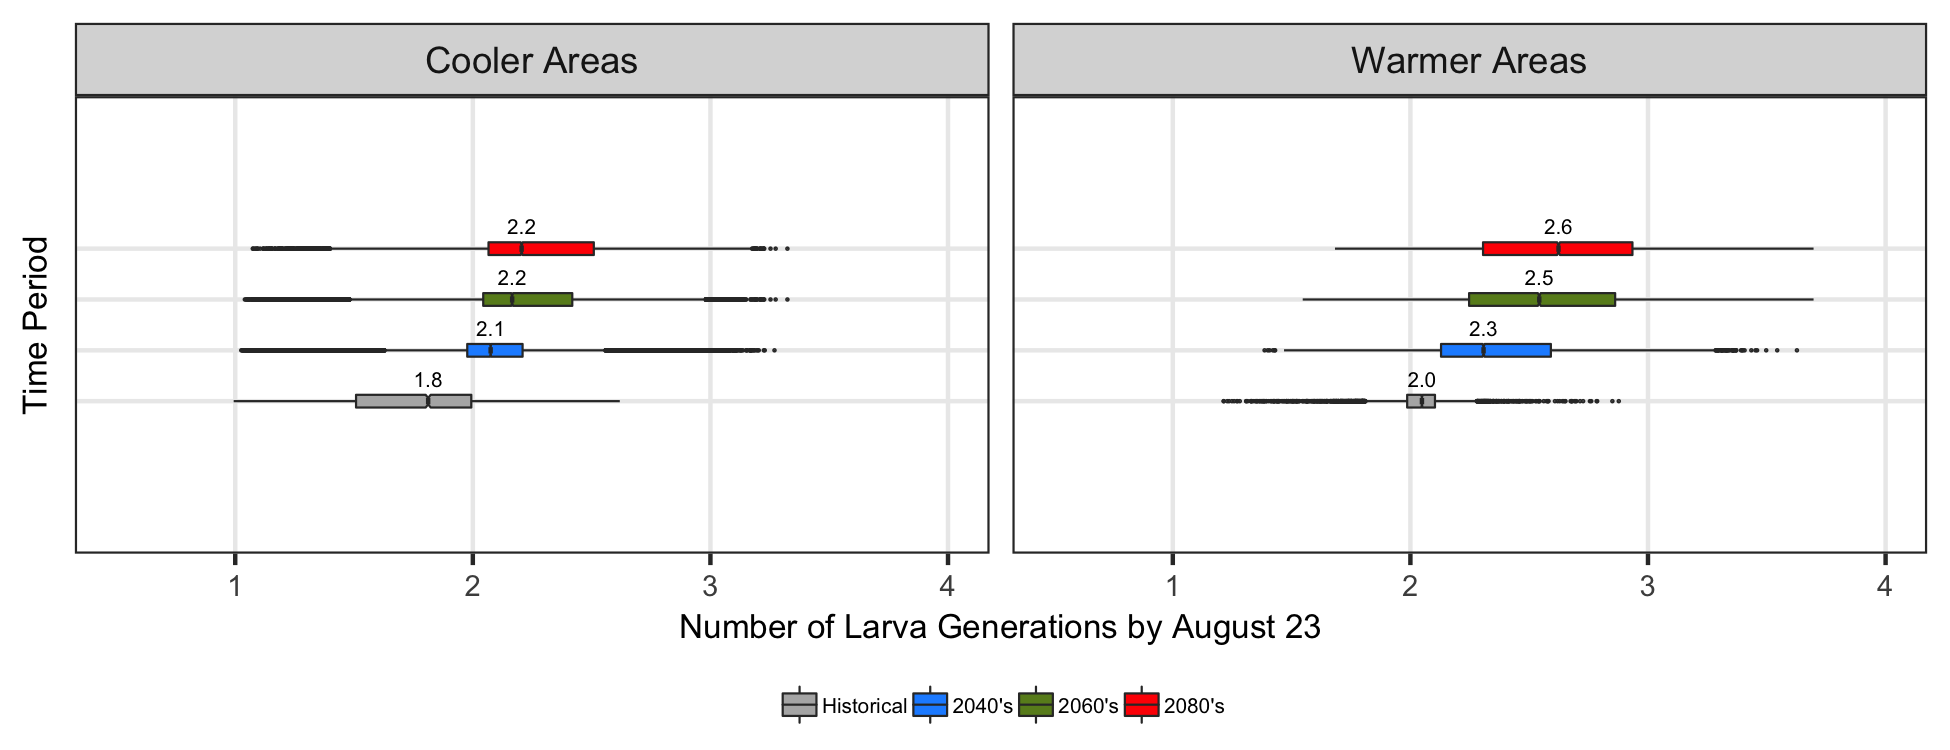 Cooler Areas
Warmer Areas
Time Period
2.2
2.2
2.1
1.8
2.6
2.5
2.3
2.0
1 2 3 4
1 2 3 4
Number of Larva Generations by August 23
Historical 2040's 2060's 2080's